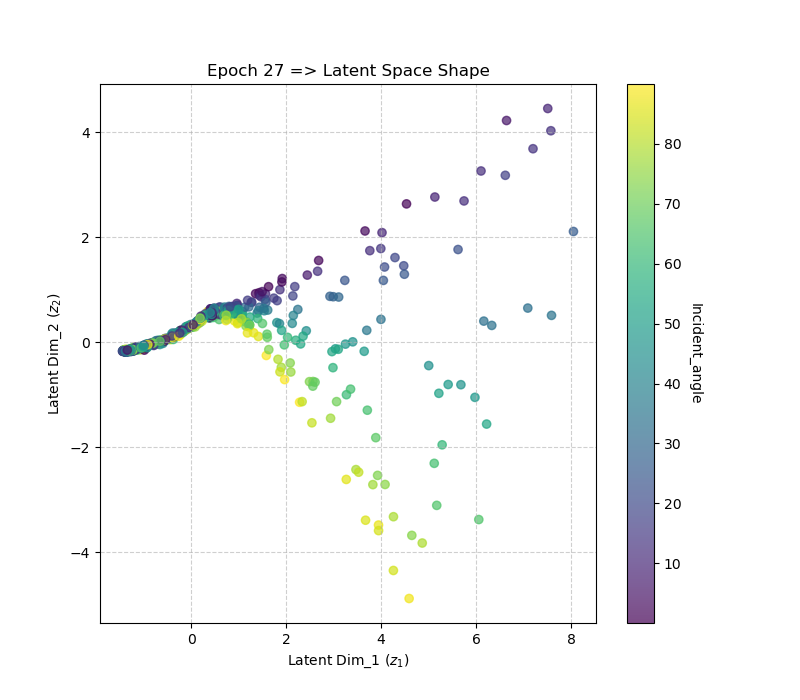 Epoch 27 => Latent Space Shape
4
2
0
−2
−4
Latent Dim_2 (z₂)
0 2 4 6 8
Latent Dim_1 (z₁)
80
70
60
50
40
30
20
10
Incident_angle